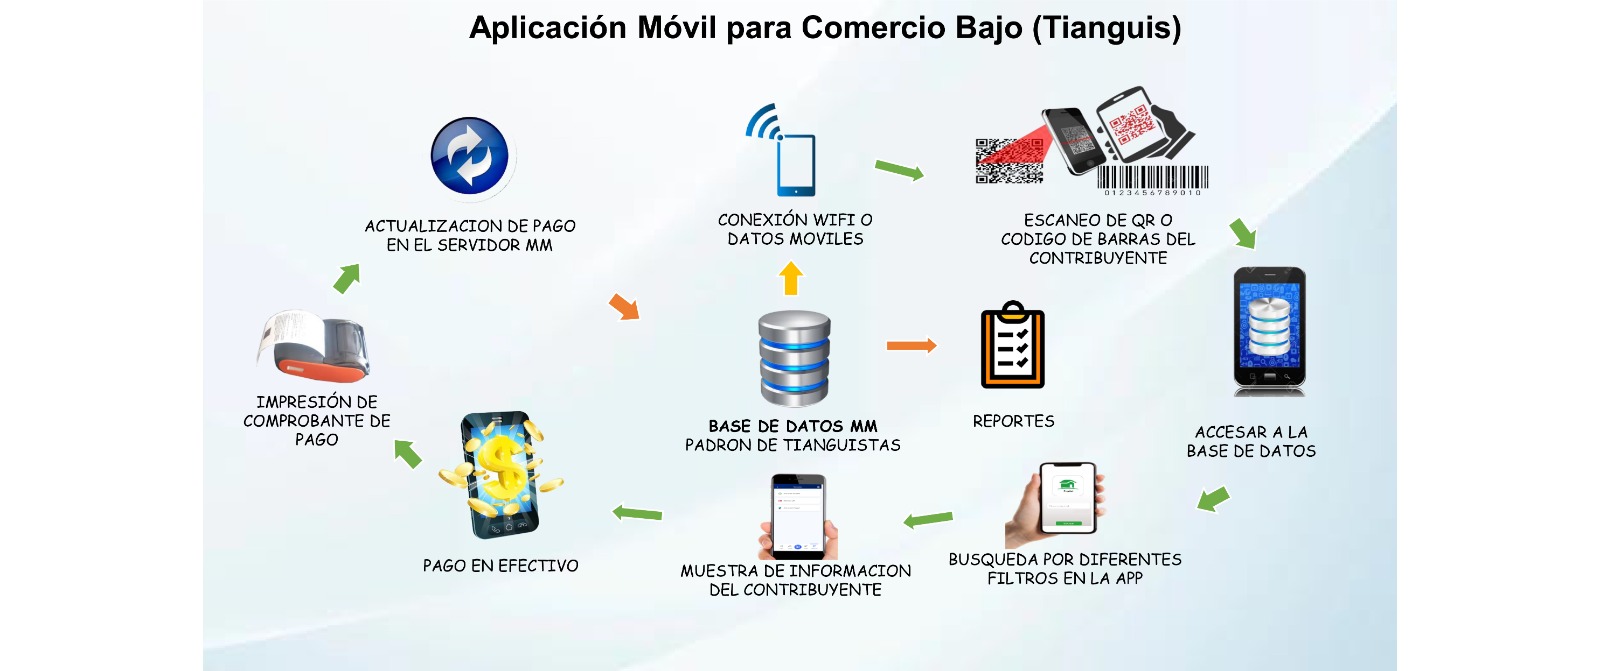 Aplicación Móvil para Comercio Bajo (Tianguis)
ACTUALIZACION DE PAGO
EN EL SERVIDOR MM
CONEXIÓN WIFI O
DATOS MOVILES
0123456789010
ESCANEO DE QR O
CODIGO DE BARRAS DEL
CONTRIBUYENTE
IMPRESIÓN DE
COMPROBANTE DE
PAGO
BASE DE DATOS MM
PADRON DE TIANGUISTAS
REPORTES
ACCESAR A LA
BASE DE DATOS
PAGO EN EFECTIVO
MUESTRA DE INFORMACION
DEL CONTRIBUYENTE
BUSQUEDA POR DIFERENTES
FILTROS EN LA APP